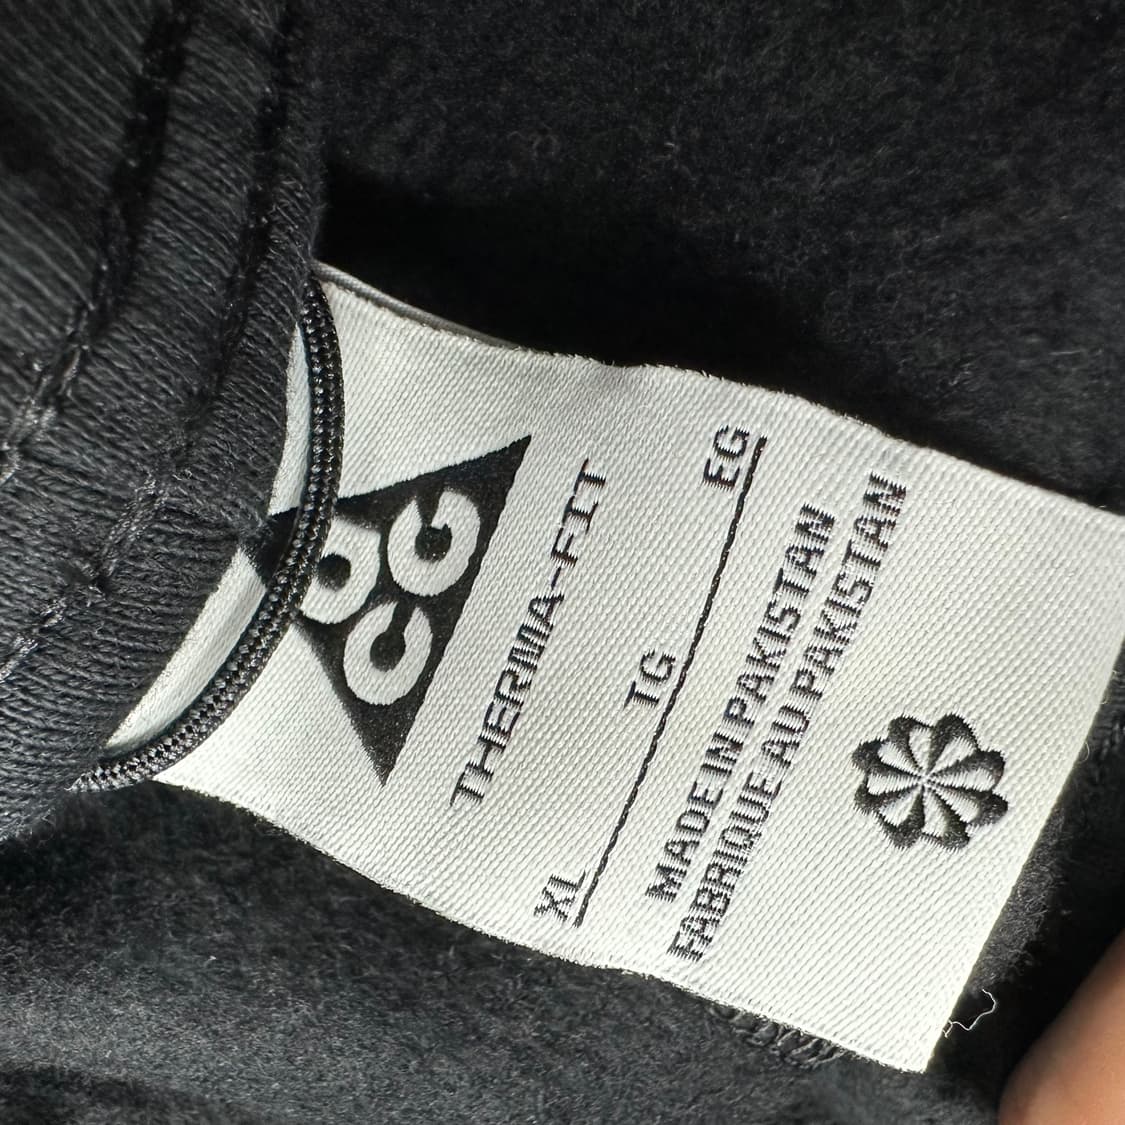 ACG
THERMA-FIT
XL TG EG
MADE IN PAKISTAN
FABRIQUE AU PAKISTAN